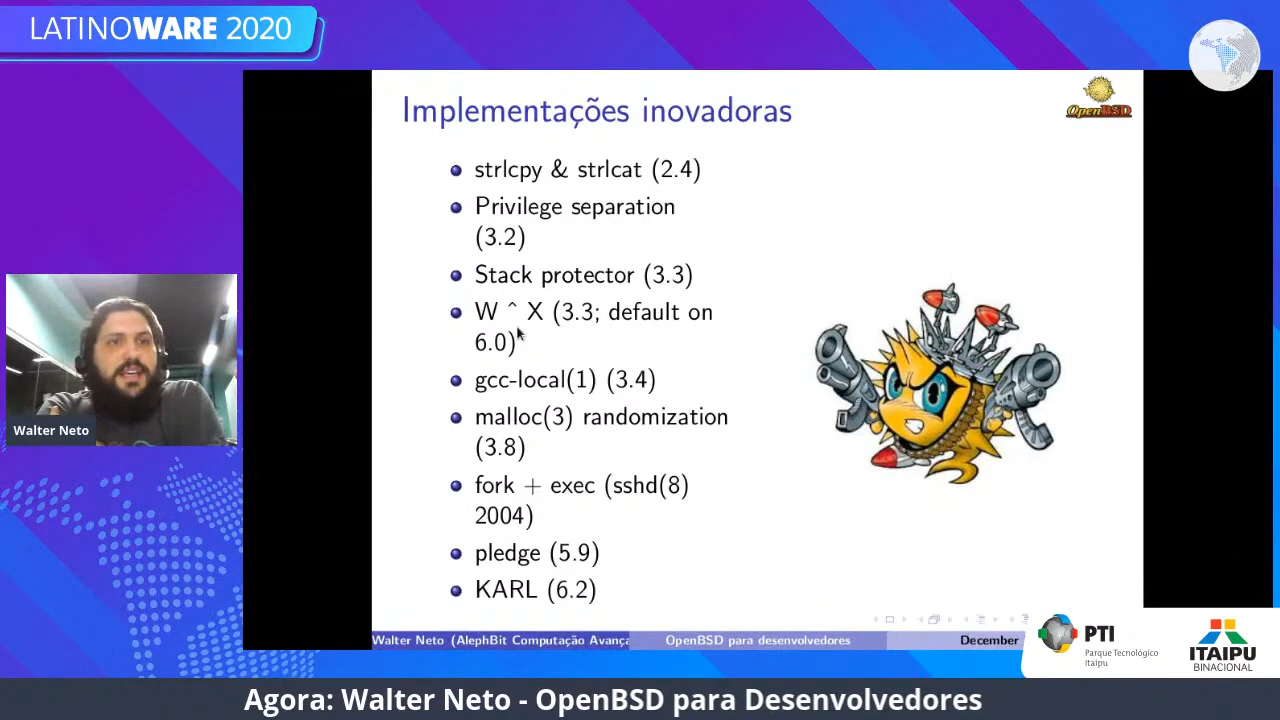 LATINOWARE 2020
Implementações inovadoras
OpenBSD
strlcpy & strlcat (2.4)
Privilege separation
(3.2)
Stack protector (3.3)
W ^ X (3.3; default on
6.0)
gcc-local(1) (3.4)
malloc(3) randomization
(3.8)
fork + exec (sshd(8)
2004)
pledge (5.9)
KARL (6.2)
Walter Neto
Walter Neto (AlephBit Computação Avança
OpenBSD para desenvolvedores
December
PTI
Parque Tecnológico
Itaipu
ITAIPU
BINACIONAL
Agora: Walter Neto - OpenBSD para Desenvolvedores